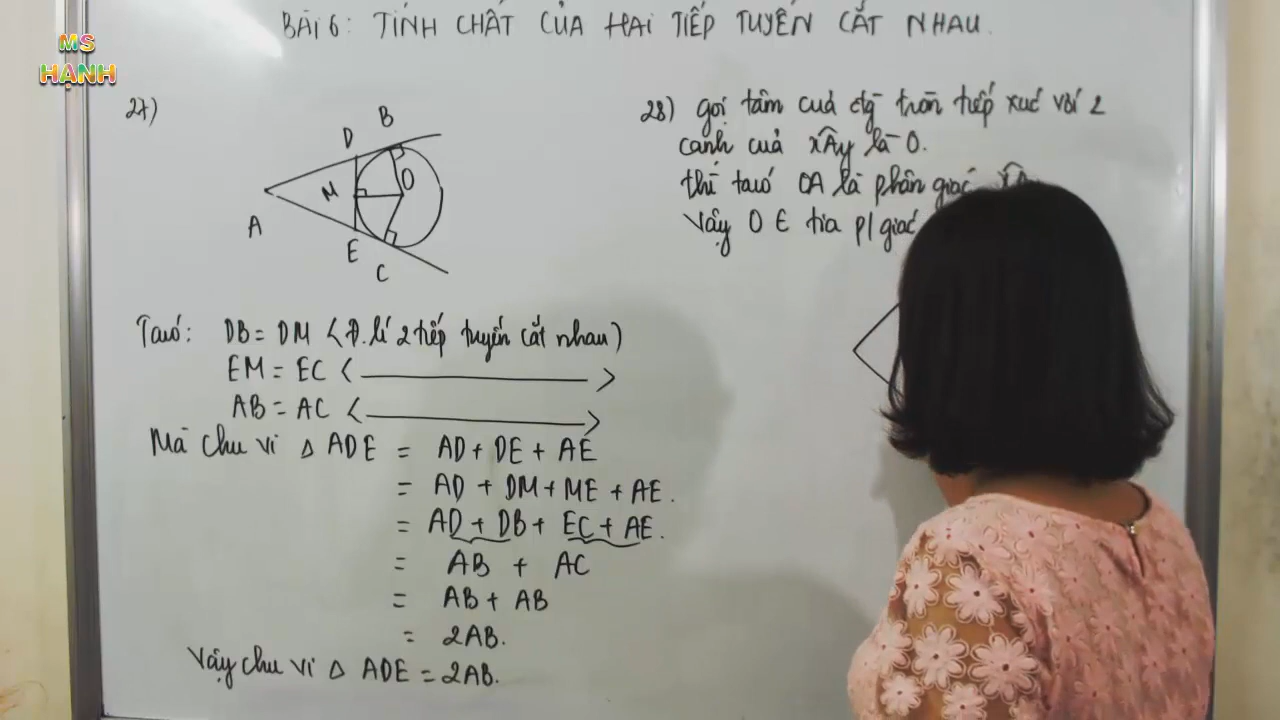 MS
HẠNH
BÀI 6: TÍNH CHẤT CỦA HAI TIẾP TUYẾN CẮT NHAU.
27)
B
D
M
O
A
E
C
Ta có: DB = DM (Đ.lí 2 tiếp tuyến cắt nhau)
EM = EC
AB = AC
Mà chu vi △ ADE = AD + DE + AE
= AD + DM + ME + AE.
= AD + DB + EC + AE.
= AB + AC
= AB + AB
= 2AB.
Vậy chu vi △ ADE = 2AB.
28) Gọi tâm của đg tròn tiếp xúc với 2
cạnh của xÂy là O.
thì ta có OA là phân giác
Vậy O ∈ tia p/giác